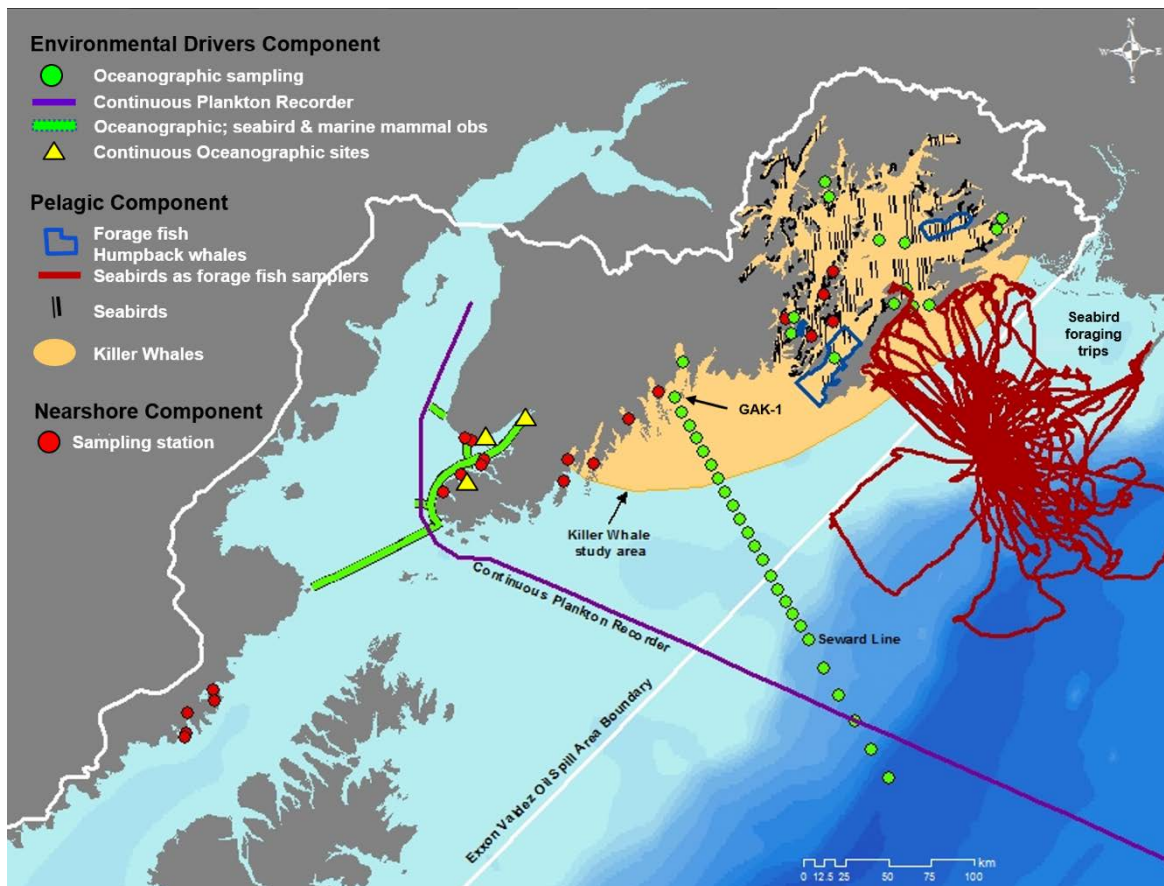 Environmental Drivers Component
Oceanographic sampling
Continuous Plankton Recorder
Oceanographic; seabird & marine mammal obs
Continuous Oceanographic sites
Pelagic Component
Forage fish
Humpback whales
Seabirds as forage fish samplers
Seabirds
Killer Whales
Nearshore Component
Sampling station
N
W
E
S
Seabird
foraging
trips
GAK-1
Killer Whale
study area
Continuous Plankton
Recorder
Seward Line
Exxon Valdez Oil Spill Area Boundary
km
0 12.5 25 50 75 100